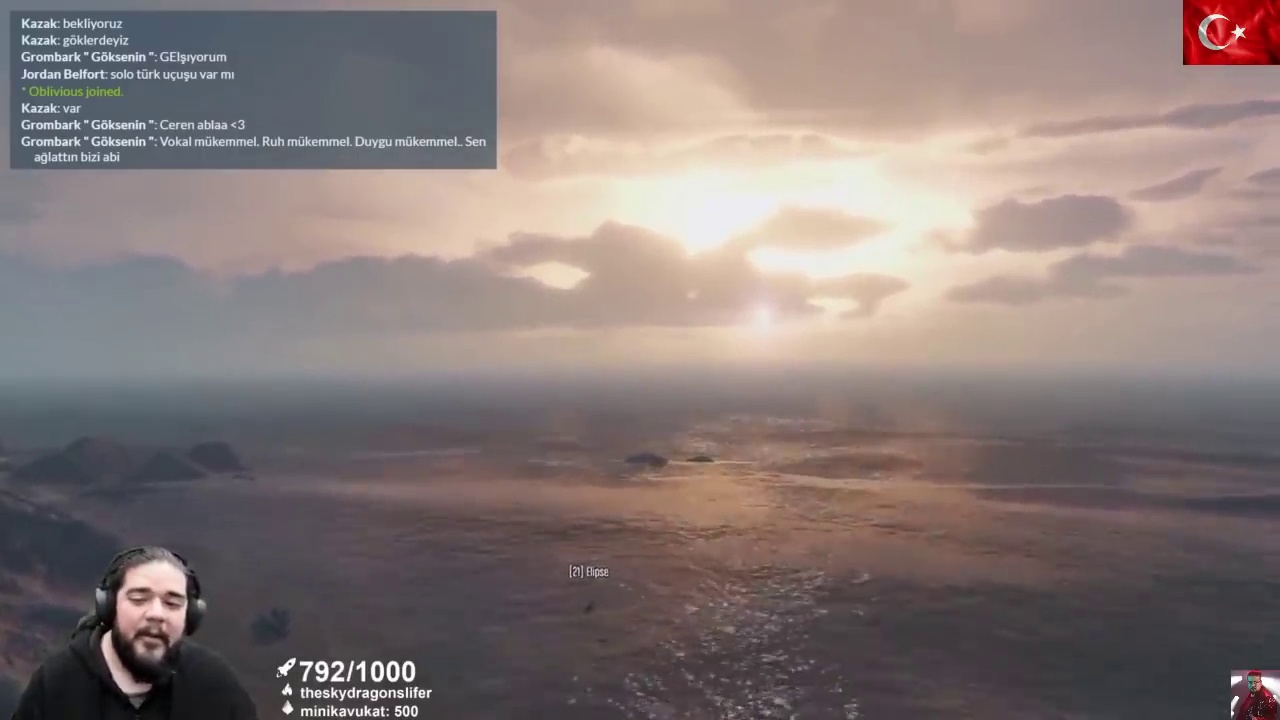 Kazak: bekliyoruz
Kazak: göklerdeyiz
Grombark " Göksenin ": GElşıyorum
Jordan Belfort: solo türk uçuşu var mı
* Oblivious joined.
Kazak: var
Grombark " Göksenin ": Ceren ablaa <3
Grombark " Göksenin ": Vokal mükemmel. Ruh mükemmel. Duygu mükemmel.. Sen
ağlattın bizi abi
[21] Elipse
792/1000
theskydragonslifer
minikavukat: 500